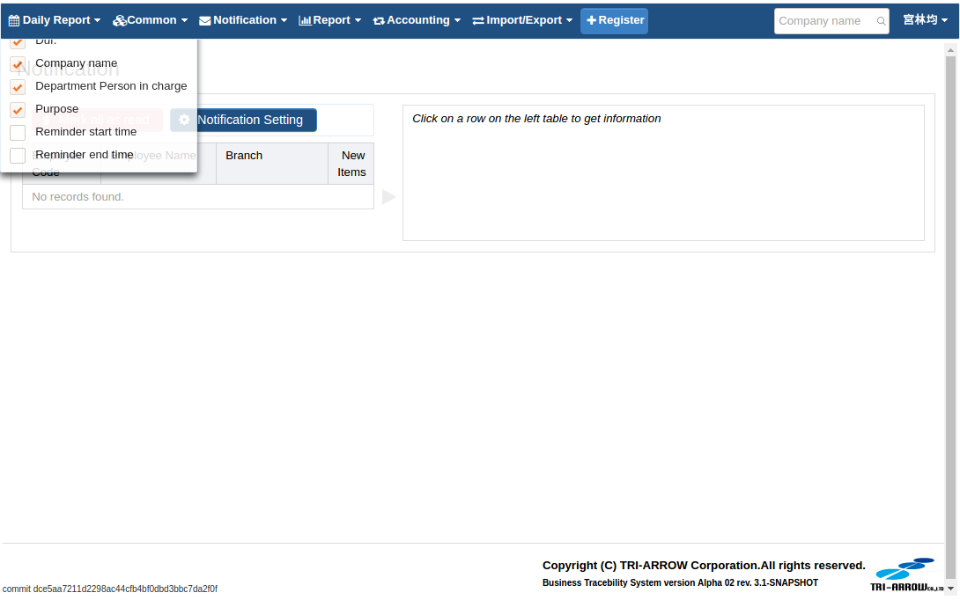 Daily Report Common Notification Report Accounting Import/Export Register Company name 宮林均
Dur.
Company name
Notification
Department Person in charge
Purpose
Notification Setting
Click on a row on the left table to get information
Reminder start time
Reminder end time
Employee Name
Branch
New
Code
Items
No records found.
Copyright (C) TRI-ARROW Corporation.All rights reserved.
Business Tracebility System version Alpha 02 rev. 3.1-SNAPSHOT
TRI-ARROW CO.,LTD
commit dce5aa7211d2298ac44cfb4bf0dbd3bbc7da2f0f